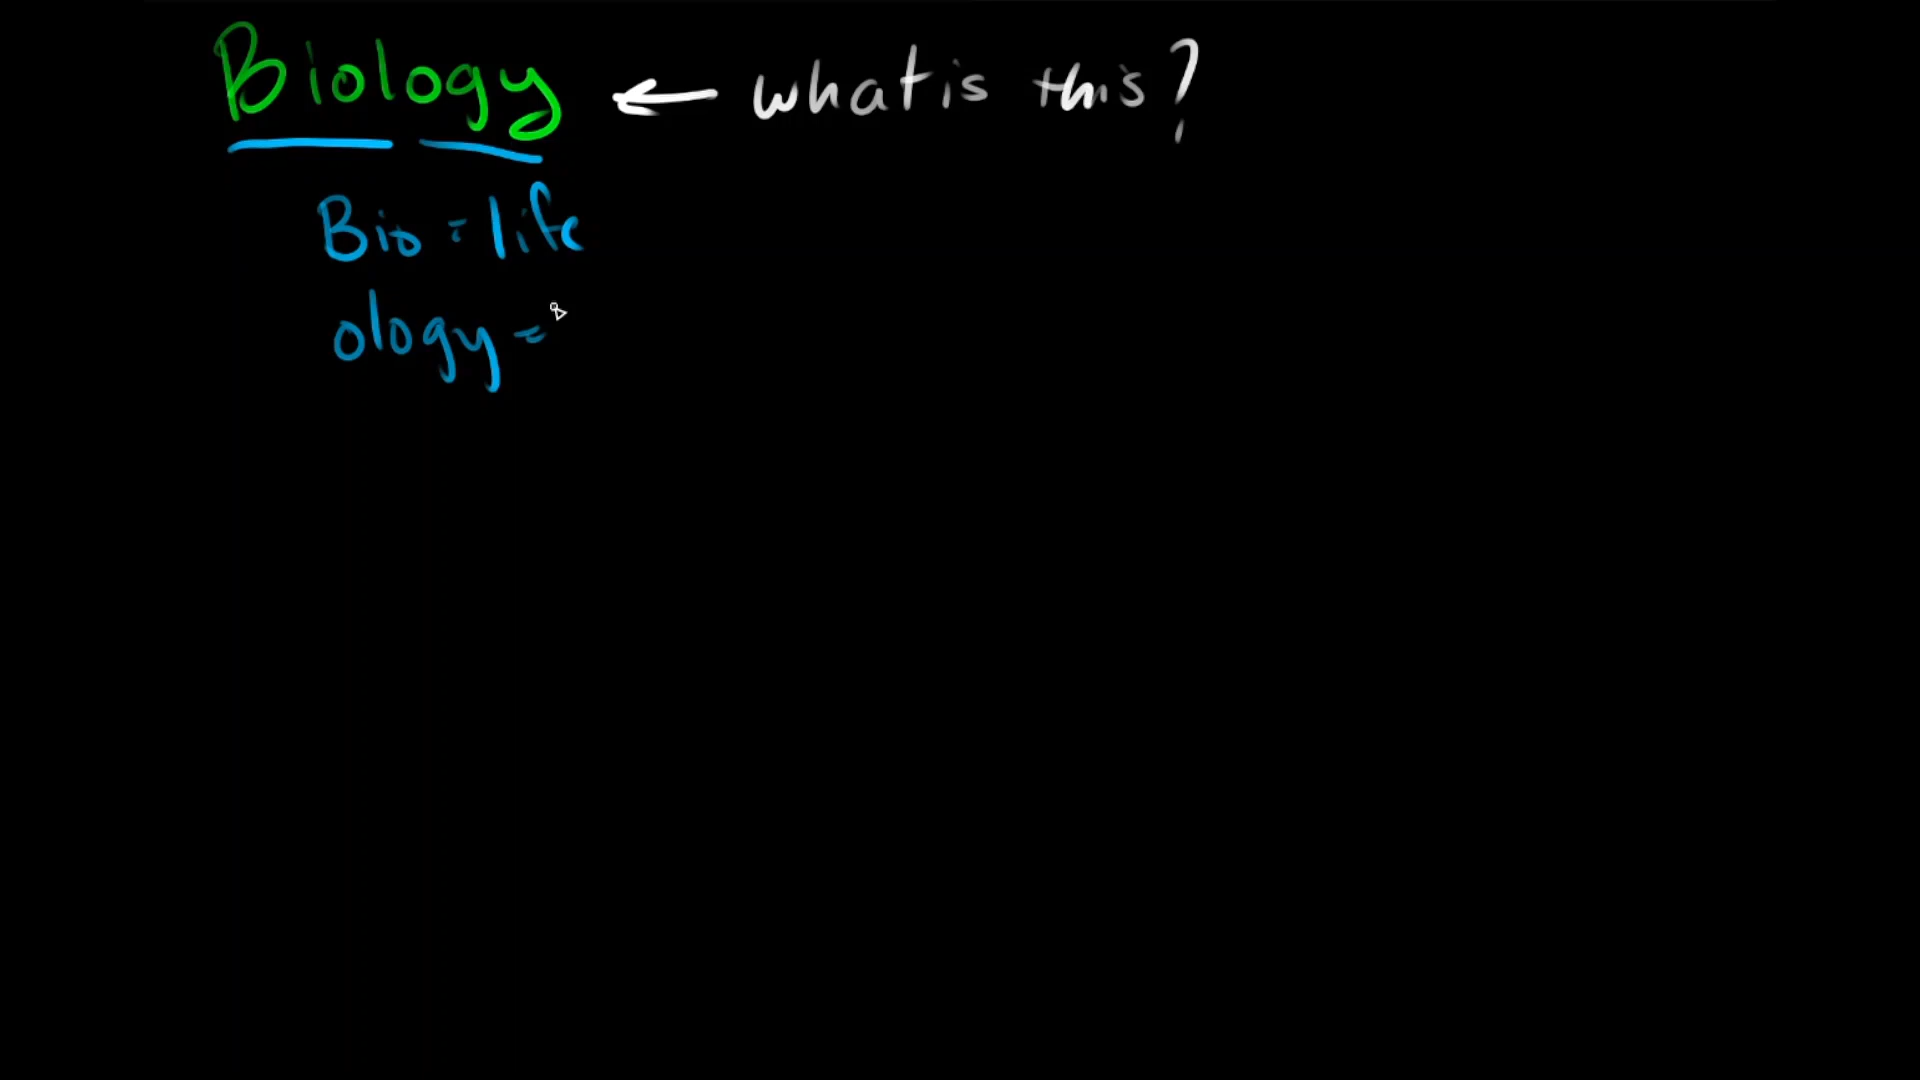 Biology ← what is this?
Bio = life
ology =